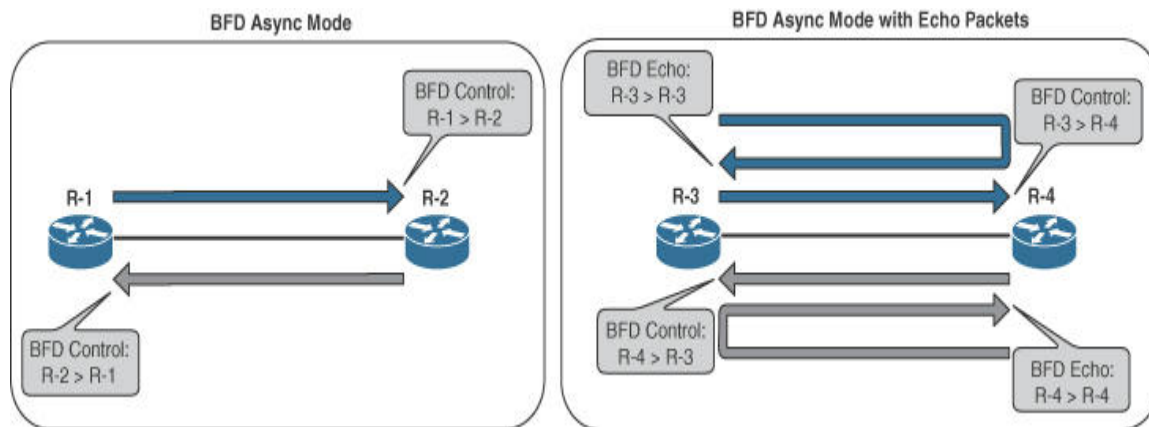 BFD Async Mode
BFD Control:
R-1 > R-2
R-1
R-2
BFD Control:
R-2 > R-1
BFD Async Mode with Echo Packets
BFD Echo:
R-3 > R-3
BFD Control:
R-3 > R-4
R-3
R-4
BFD Control:
R-4 > R-3
BFD Echo:
R-4 > R-4